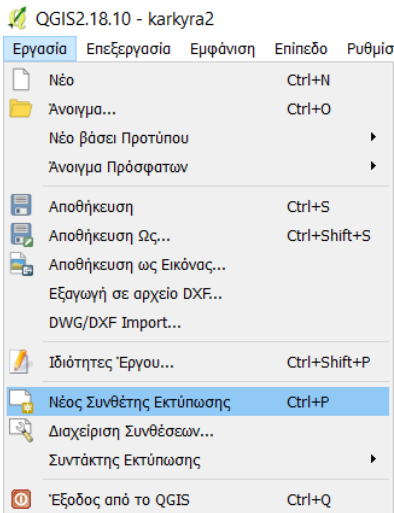 QGIS2.18.10 - karkyra2
Εργασία Επεξεργασία Εμφάνιση Επίπεδο Ρυθμίσ
Νέο Ctrl+N
Άνοιγμα... Ctrl+O
Νέο βάσει Προτύπου
Άνοιγμα Πρόσφατων
Αποθήκευση Ctrl+S
Αποθήκευση Ως... Ctrl+Shift+S
Αποθήκευση ως Εικόνας...
Εξαγωγή σε αρχείο DXF...
DWG/DXF Import...
Ιδιότητες Έργου... Ctrl+Shift+P
Νέος Συνθέτης Εκτύπωσης Ctrl+P
Διαχείριση Συνθέσεων...
Συντάκτης Εκτύπωσης
Έξοδος από το QGIS Ctrl+Q